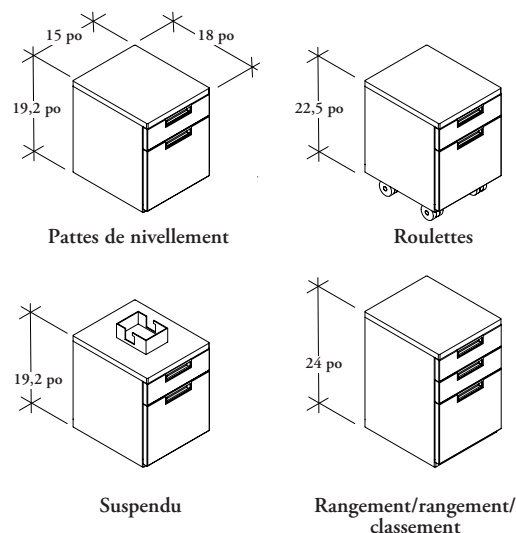 15 po
18 po
19,2 po
22,5 po
Pattes de nivellement
Roulettes
19,2 po
24 po
Suspendu
Rangement/rangement/
classement